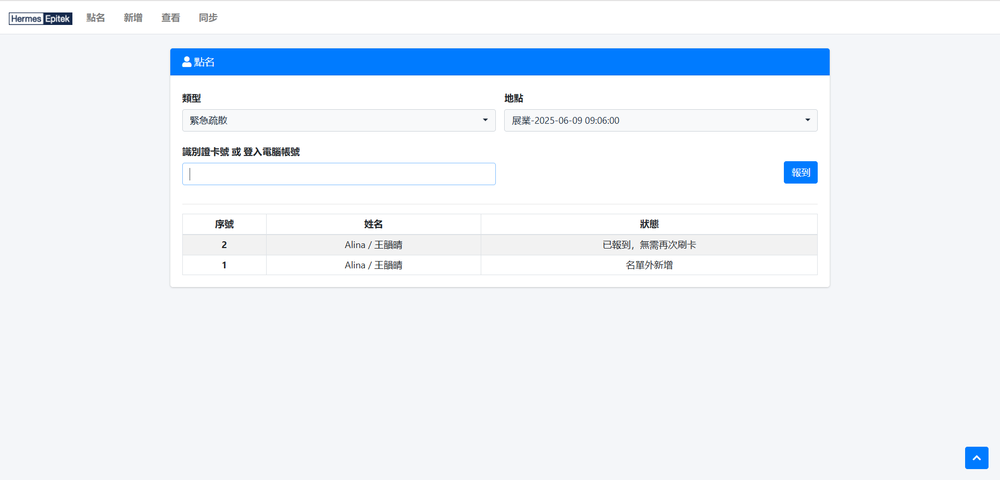 Hermes Epitek 點名 新增 查看 同步
點名
類型 地點
緊急疏散 展業-2025-06-09 09:06:00
識別證卡號 或 登入電腦帳號
報到
序號 姓名 狀態
2 Alina / 王韻晴 已報到，無需再次刷卡
1 Alina / 王韻晴 名單外新增